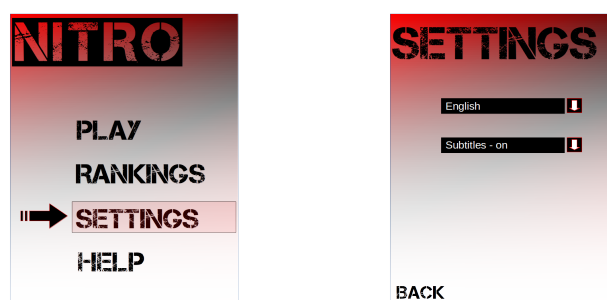 NITRO
PLAY
RANKINGS
SETTINGS
HELP
SETTINGS
English
Subtitles - on
BACK